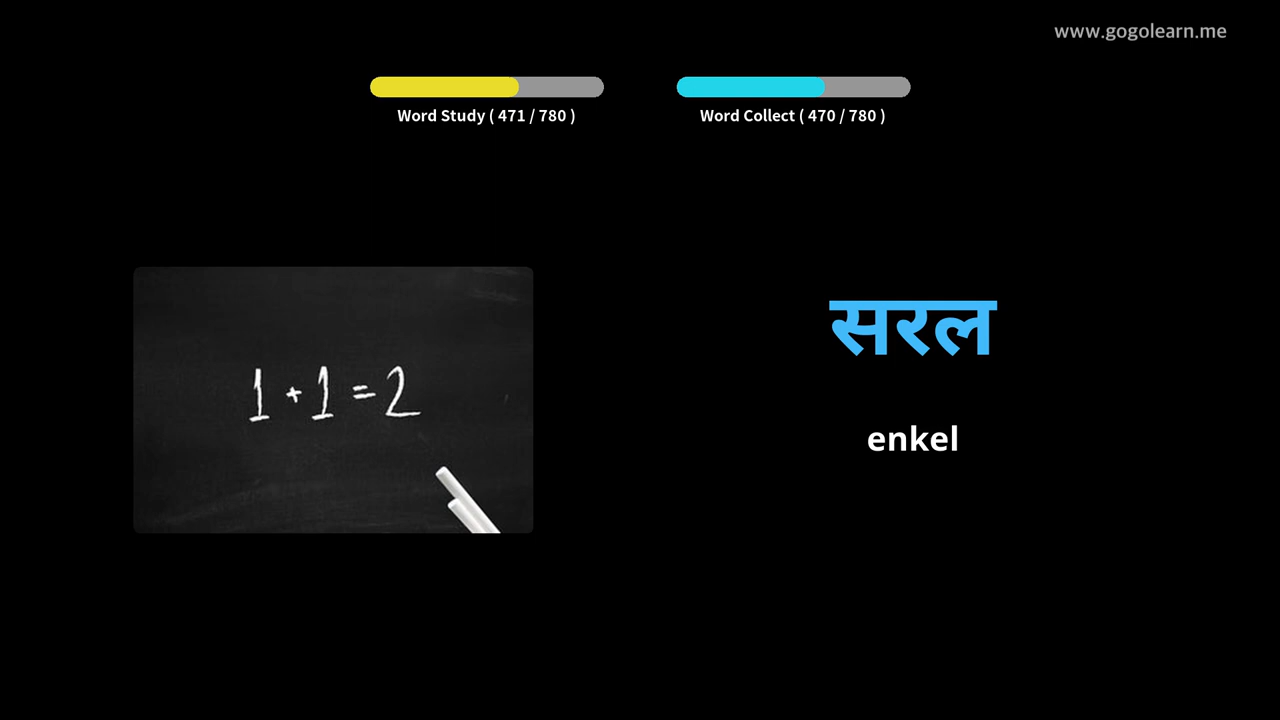 www.gogolearn.me
Word Study ( 471 / 780 )
Word Collect ( 470 / 780 )
1 + 1 = 2
सरल
enkel